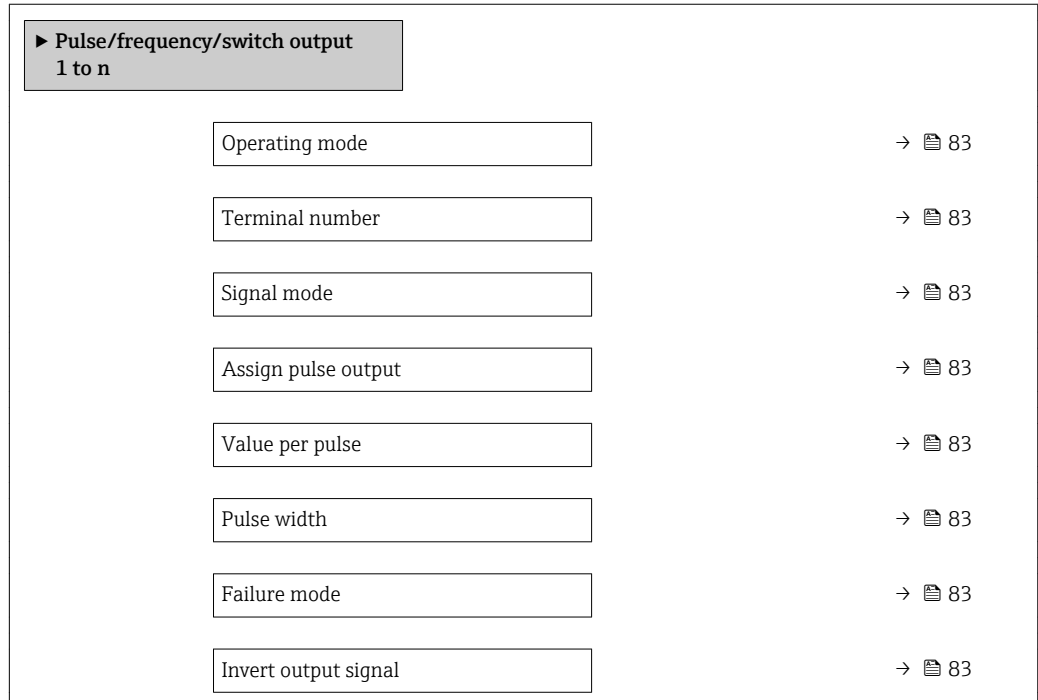 ▶ Pulse/frequency/switch output
1 to n
Operating mode → 83
Terminal number → 83
Signal mode → 83
Assign pulse output → 83
Value per pulse → 83
Pulse width → 83
Failure mode → 83
Invert output signal → 83